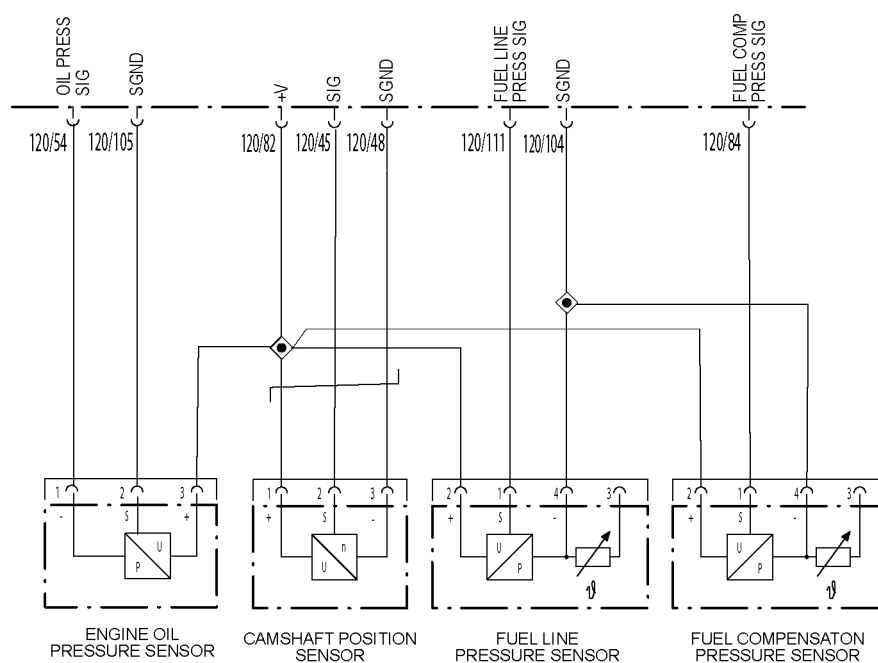 OIL PRESS
SIG
SGND
+V
SIG
SGND
FUEL LINE
PRESS SIG
SGND
FUEL COMP
PRESS SIG
120/54
120/105
120/82
120/45
120/48
120/111
120/104
120/84
1 2 3
1 2 3
2 1 4 3
2 1 4 3
- S +
+ S -
+ S -
+ S -
U
P
n
U
U
P
ϑ
U
P
ϑ
ENGINE OIL
PRESSURE SENSOR
CAMSHAFT POSITION
SENSOR
FUEL LINE
PRESSURE SENSOR
FUEL COMPENSATON
PRESSURE SENSOR